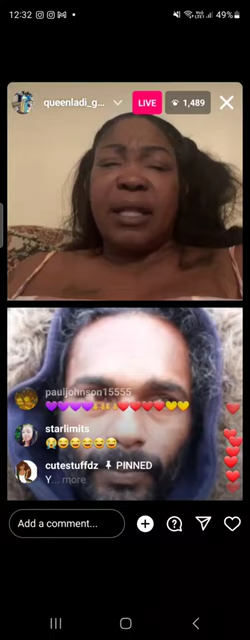 12:32
49%
queenladi_g...
LIVE
1,489
pauljohnson15555
starlimits
cutestuffdz PINNED
Y... more
Add a comment...